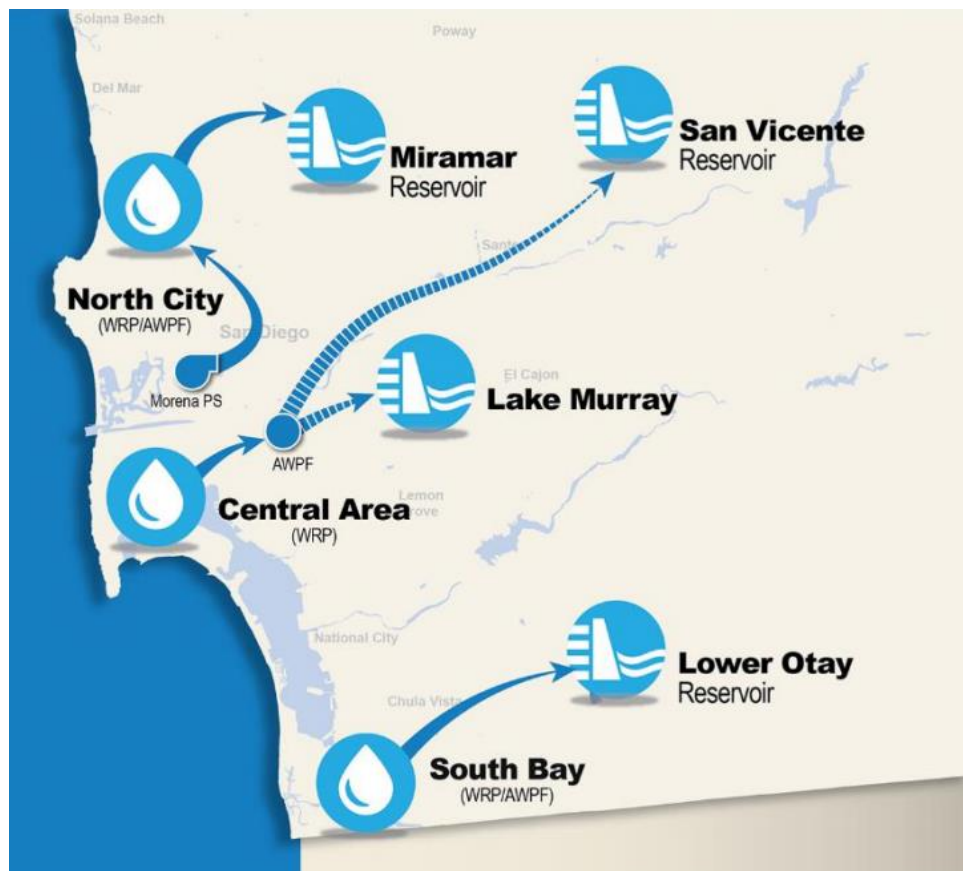 Solana Beach
Poway
Del Mar
San Vicente
Reservoir
Miramar
Reservoir
North City
(WRP/AWPF)
San Diego
Morena PS
El Cajon
Lake Murray
AWPF
Central Area
(WRP)
Lemon
National City
Lower Otay
Reservoir
Chula Vista
South Bay
(WRP/AWPF)